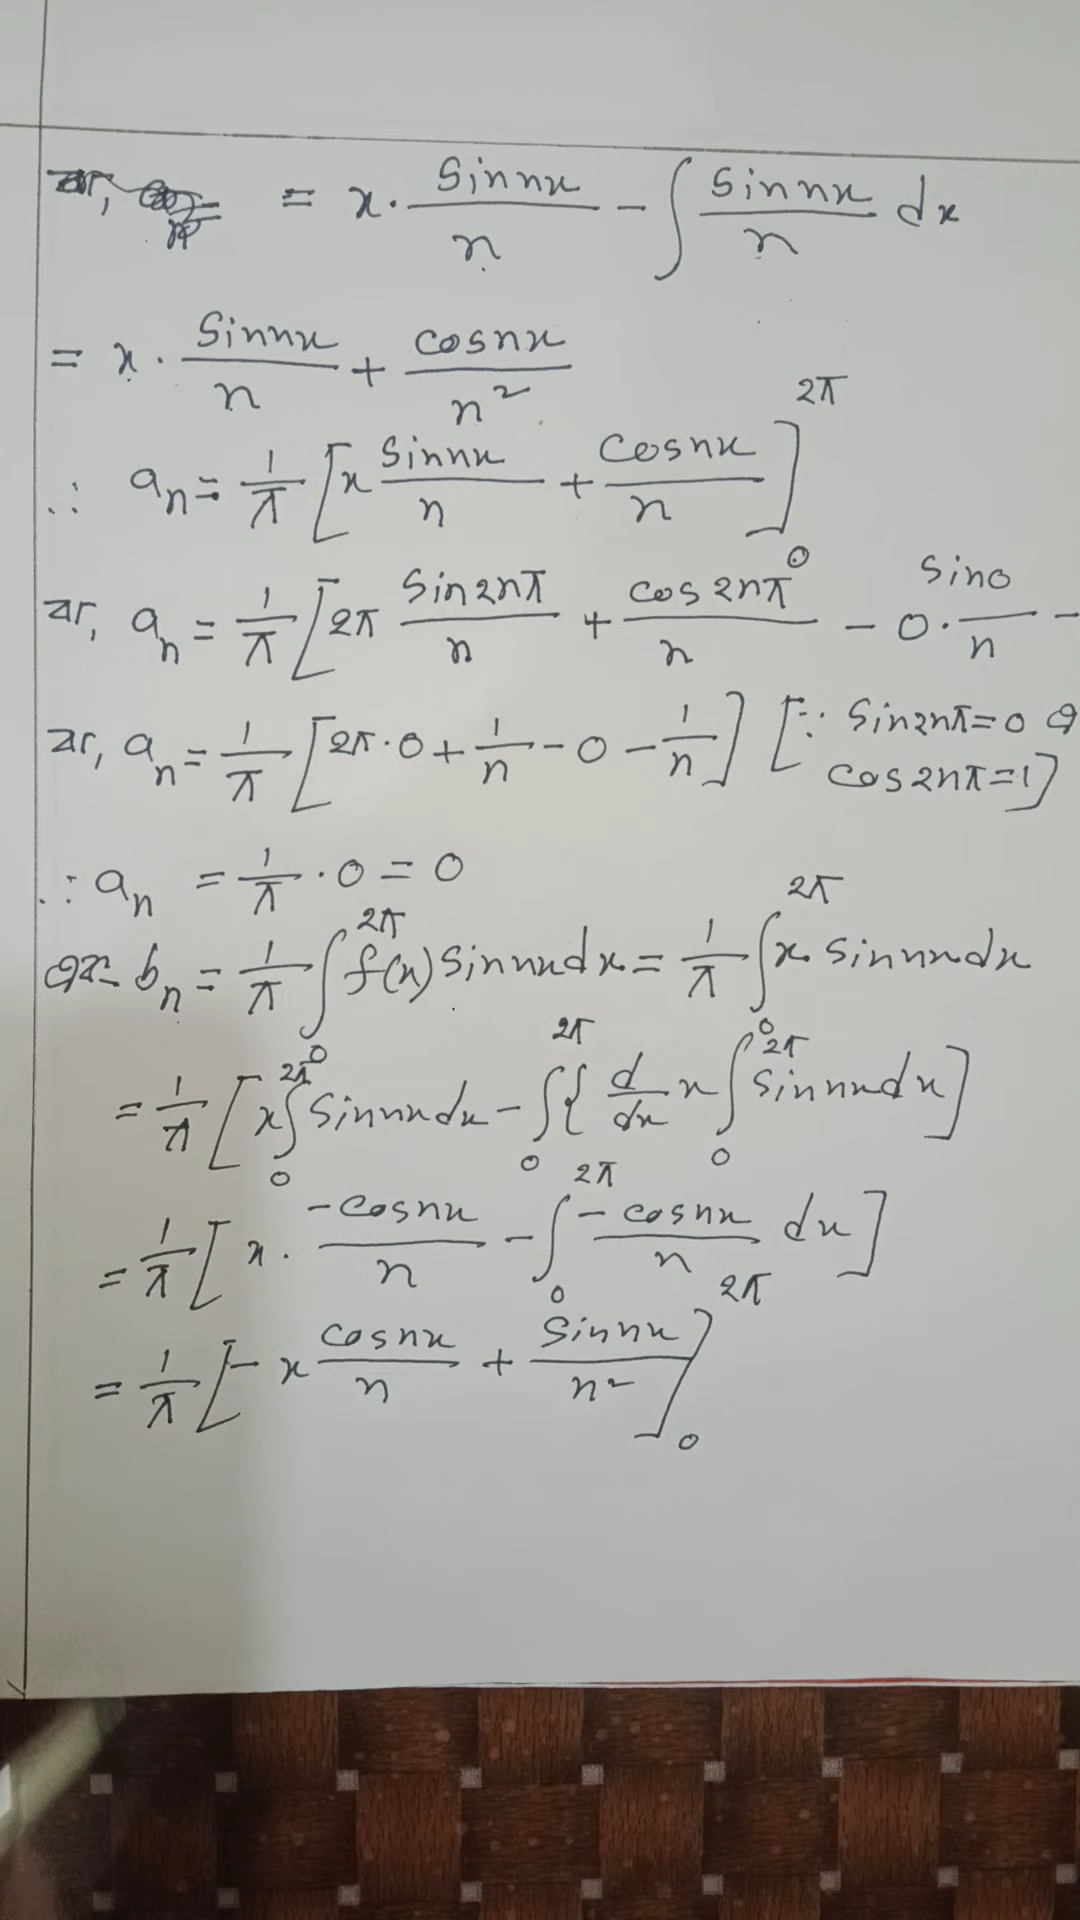 = x · sin nx / n - ∫ sin nx / n dx
= x · sin nx / n + cos nx / n²
∴ aₙ = 1/π [x sin nx / n + cos nx / n]₀^2π
বা, aₙ = 1/π [2π sin 2nπ / n + cos 2nπ / n - 0 · sin 0 / n -
বা, aₙ = 1/π [2π · 0 + 1/n - 0 - 1/n] [∵ sin 2nπ = 0
cos 2nπ = 1]
∴ aₙ = 1/π · 0 = 0
এবং bₙ = 1/π ∫₀^2π f(x) sin nx dx = 1/π ∫₀^2π x sin nx dx
= 1/π [x ∫₀^2π sin nx dx - ∫₀^2π { d/dx x ∫₀^2π sin nx dx]
= 1/π [x · -cos nx / n - ∫₀^2π -cos nx / n dx]
= 1/π [-x cos nx / n + sin nx / n²]₀^2π